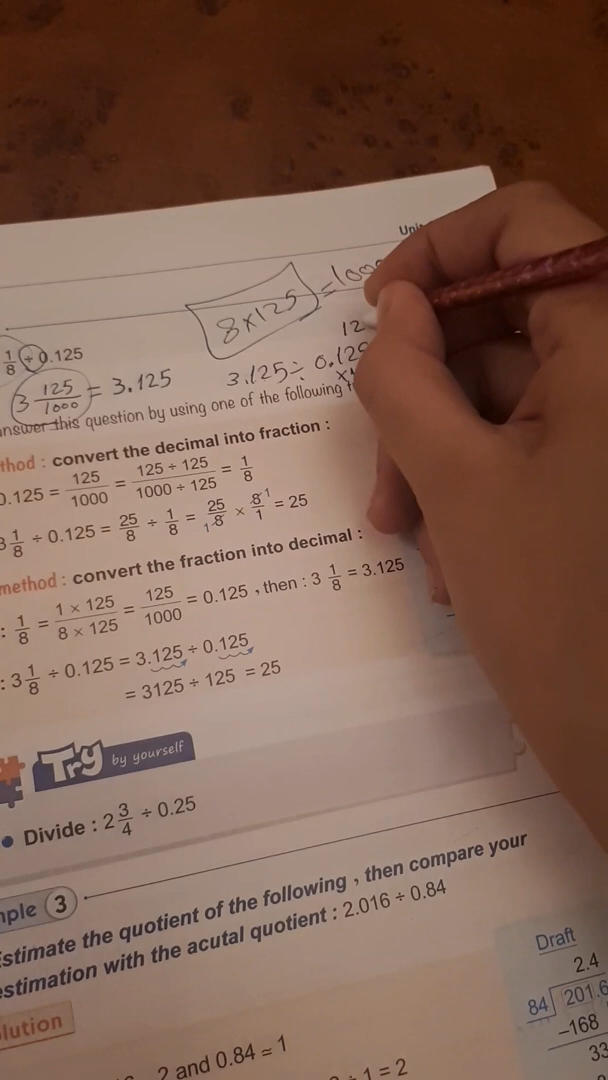 8 × 125 = 100
1/8 ÷ 0.125
12
3 125/1000 = 3.125
3.125 ÷ 0.125
answer this question by using one of the following
method : convert the decimal into fraction :
0.125 = 125/1000 = 125 ÷ 125/1000 ÷ 125 = 1/8
3 1/8 ÷ 0.125 = 25/8 ÷ 1/8 = 25/8 × 8/1 = 25
method : convert the fraction into decimal :
: 1/8 = 1 × 125/8 × 125 = 125/1000 = 0.125 , then : 3 1/8 = 3.125
: 3 1/8 ÷ 0.125 = 3.125 ÷ 0.125
= 3125 ÷ 125 = 25
Try by yourself
• Divide : 2 3/4 ÷ 0.25
mple 3
Estimate the quotient of the following , then compare your
estimation with the acutal quotient : 2.016 ÷ 0.84
Draft
2.4
84 201.6
−168
33
lution
2 and 0.84 ≃ 1
÷ 1 = 2